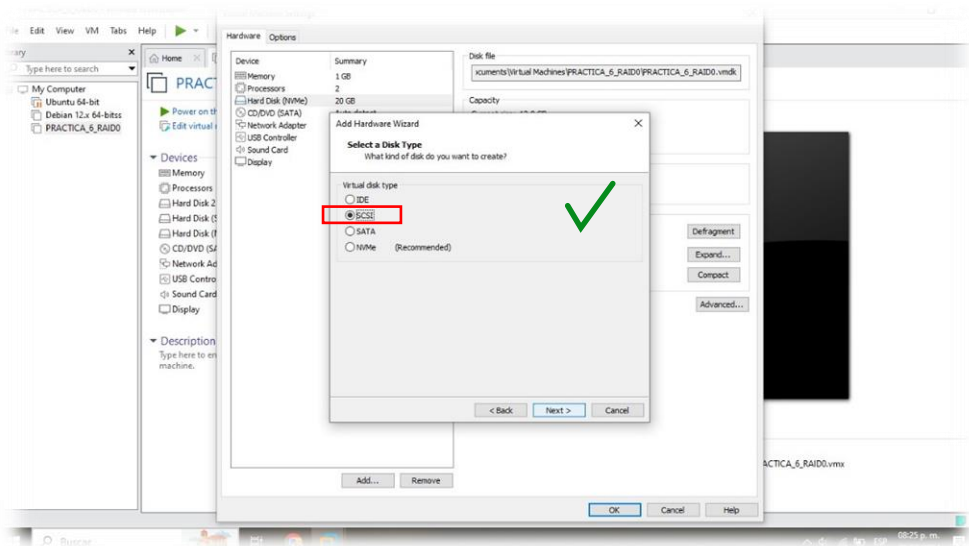 Edit View VM Tabs Help
Type here to search
My Computer
Ubuntu 64-bit
Debian 12.x 64-bitss
PRACTICA_6_RAID0
Home
PRACT
Power on th
Edit virtual
Devices
Memory
Processors
Hard Disk 2
Hard Disk (S
Hard Disk (
CD/DVD (SA
Network Ad
USB Contro
Sound Card
Display
Description
Type here to en
machine.
Hardware Options
Device Summary
Memory 1 GB
Processors 2
Hard Disk (NVMe) 20 GB
CD/DVD (SATA)
Network Adapter
USB Controller
Sound Card
Display
Add... Remove
Disk file
xcuments\Virtual Machines\PRACTICA_6_RAID0\PRACTICA_6_RAID0.vmdk
Capacity
Defragment
Expand...
Compact
Advanced...
OK Cancel Help
Add Hardware Wizard
Select a Disk Type
What kind of disk do you want to create?
Virtual disk type
IDE
SCSI
SATA
NVMe (Recommended)
< Back Next > Cancel
ACTICA_6_RAID0.vmx
Buscar
ESP 08:25 p. m.